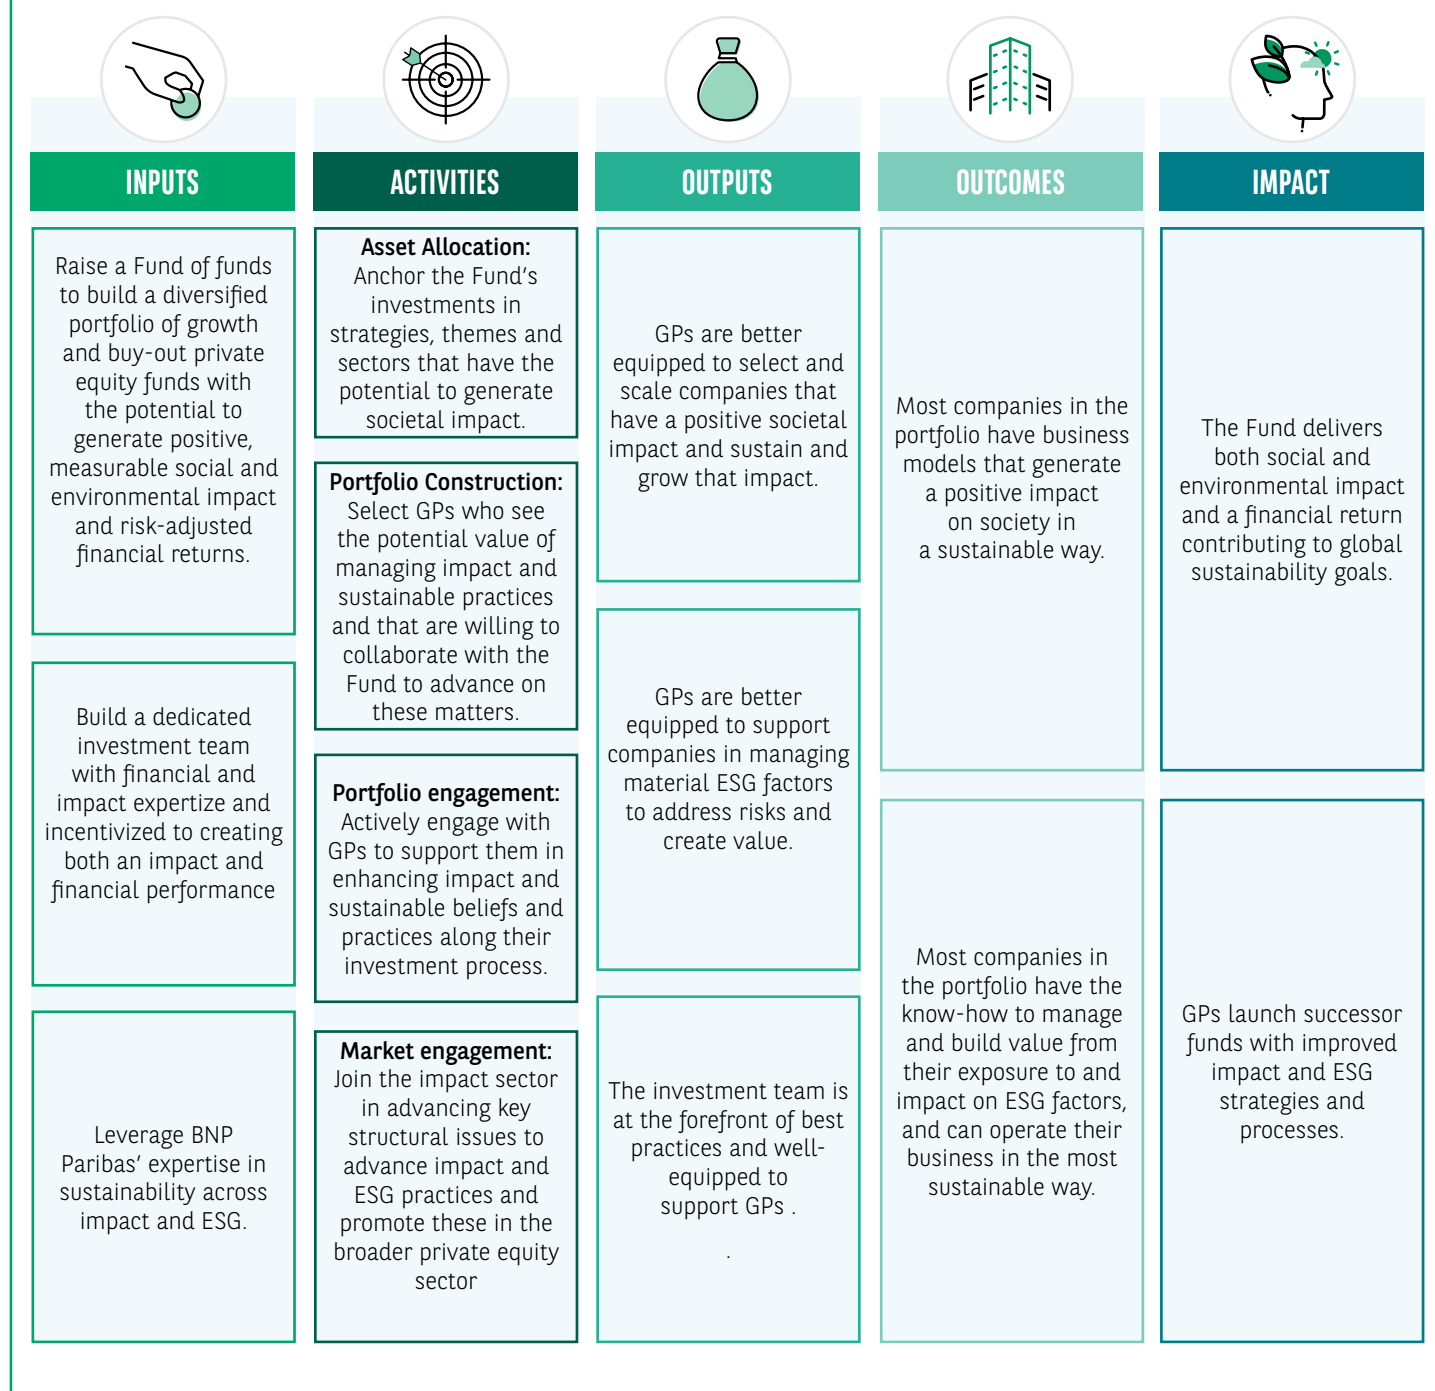 INPUTS
Raise a Fund of funds
to build a diversified
portfolio of growth
and buy-out private
equity funds with
the potential to
generate positive,
measurable social and
environmental impact
and risk-adjusted
financial returns.
Build a dedicated
investment team
with financial and
impact expertize and
incentivized to creating
both an impact and
financial performance
Leverage BNP
Paribas’ expertise in
sustainability across
impact and ESG.
ACTIVITIES
Asset Allocation:
Anchor the Fund’s
investments in
strategies, themes and
sectors that have the
potential to generate
societal impact.
Portfolio Construction:
Select GPs who see
the potential value of
managing impact and
sustainable practices
and that are willing to
collaborate with the
Fund to advance on
these matters.
Portfolio engagement:
Actively engage with
GPs to support them in
enhancing impact and
sustainable beliefs and
practices along their
investment process.
Market engagement:
Join the impact sector
in advancing key
structural issues to
advance impact and
ESG practices and
promote these in the
broader private equity
sector
OUTPUTS
GPs are better
equipped to select and
scale companies that
have a positive societal
impact and sustain and
grow that impact.
GPs are better
equipped to support
companies in managing
material ESG factors
to address risks and
create value.
The investment team is
at the forefront of best
practices and well-
equipped to
support GPs .
.
OUTCOMES
Most companies in the
portfolio have business
models that generate
a positive impact
on society in
a sustainable way.
Most companies in
the portfolio have the
know-how to manage
and build value from
their exposure to and
impact on ESG factors,
and can operate their
business in the most
sustainable way.
IMPACT
The Fund delivers
both social and
environmental impact
and a financial return
contributing to global
sustainability goals.
GPs launch successor
funds with improved
impact and ESG
strategies and
processes.